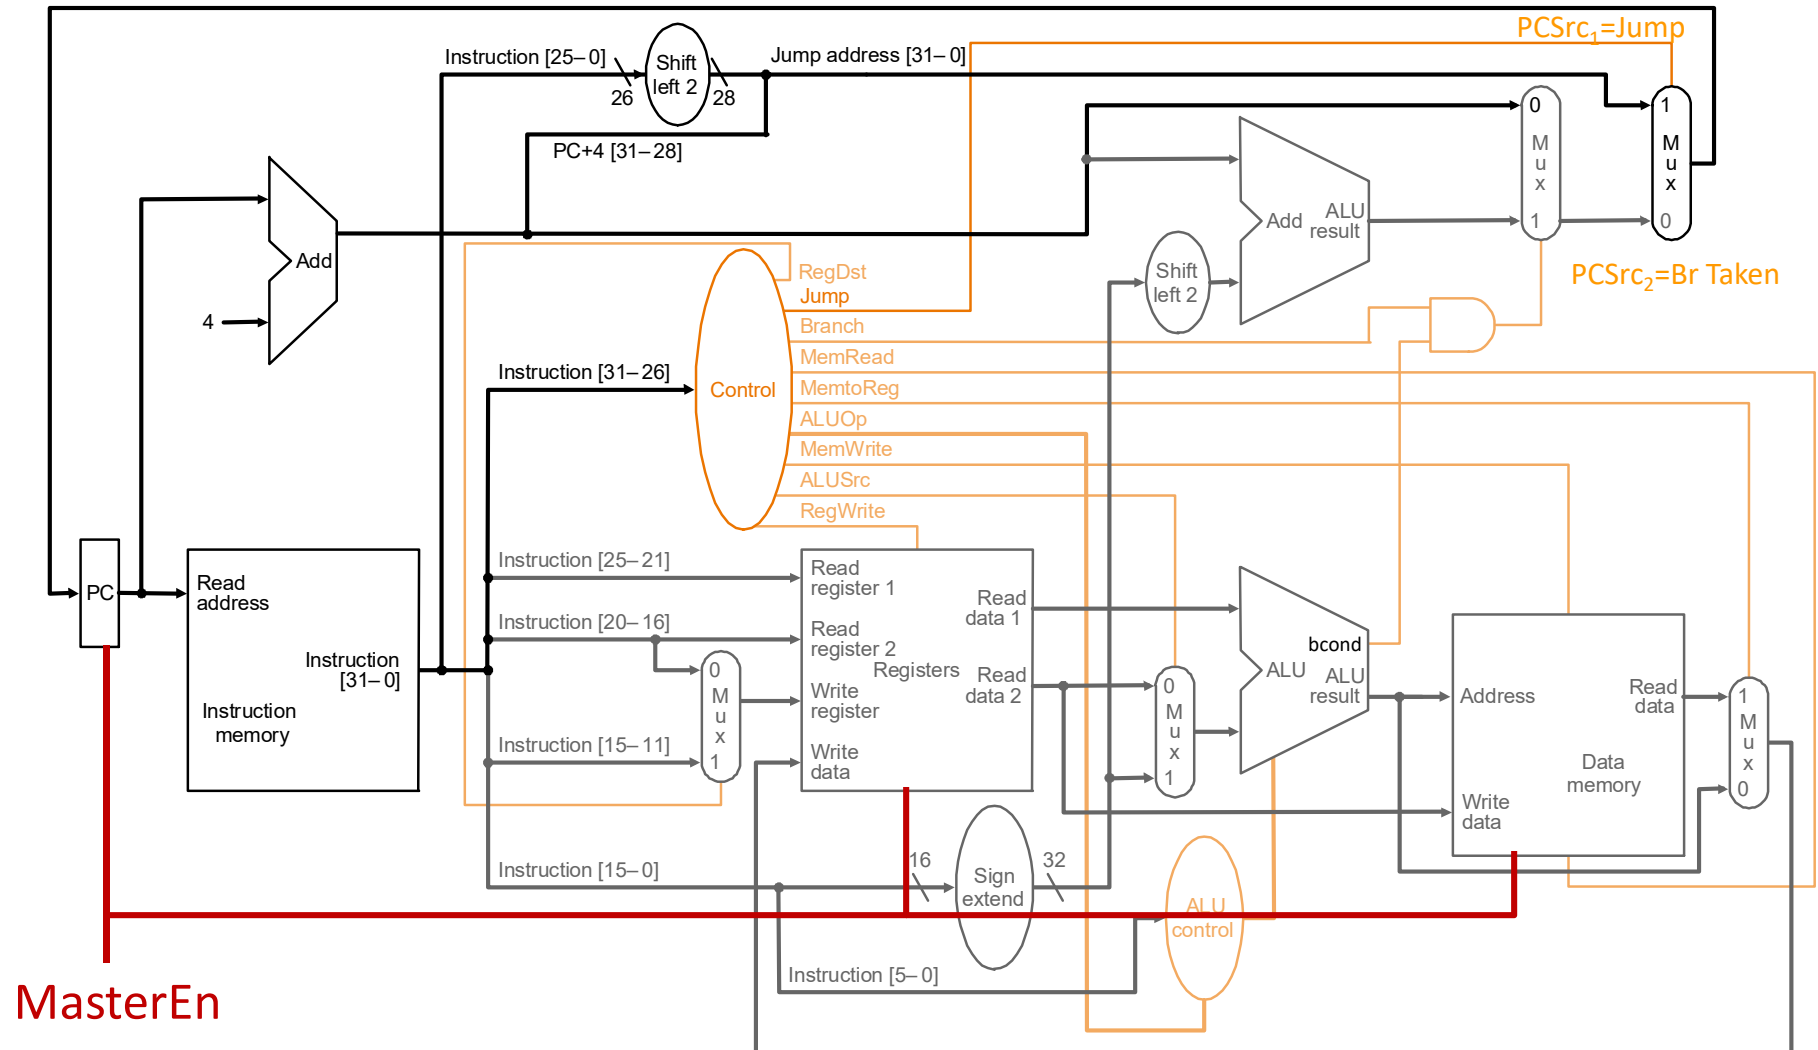 PCSrc1=Jump
Instruction [25–0]
Shift
left 2
Jump address [31–0]
26
28
PC+4 [31–28]
0
M
u
x
1
1
M
u
x
0
Add
ALU
result
Add
4
Shift
left 2
PCSrc2=Br Taken
RegDst
Jump
Branch
MemRead
MemtoReg
ALUOp
MemWrite
ALUSrc
RegWrite
Control
Instruction [31–26]
PC
Read
address
Instruction
[31–0]
Instruction
memory
Instruction [25–21]
Instruction [20–16]
Instruction [15–11]
Instruction [15–0]
Instruction [5–0]
0
M
u
x
1
Read
register 1
Read
register 2
Write
register
Write
data
Registers
Read
data 1
Read
data 2
0
M
u
x
1
bcond
ALU
ALU
result
Address
Read
data
Data
memory
Write
data
1
M
u
x
0
16
Sign
extend
32
ALU
control
MasterEn